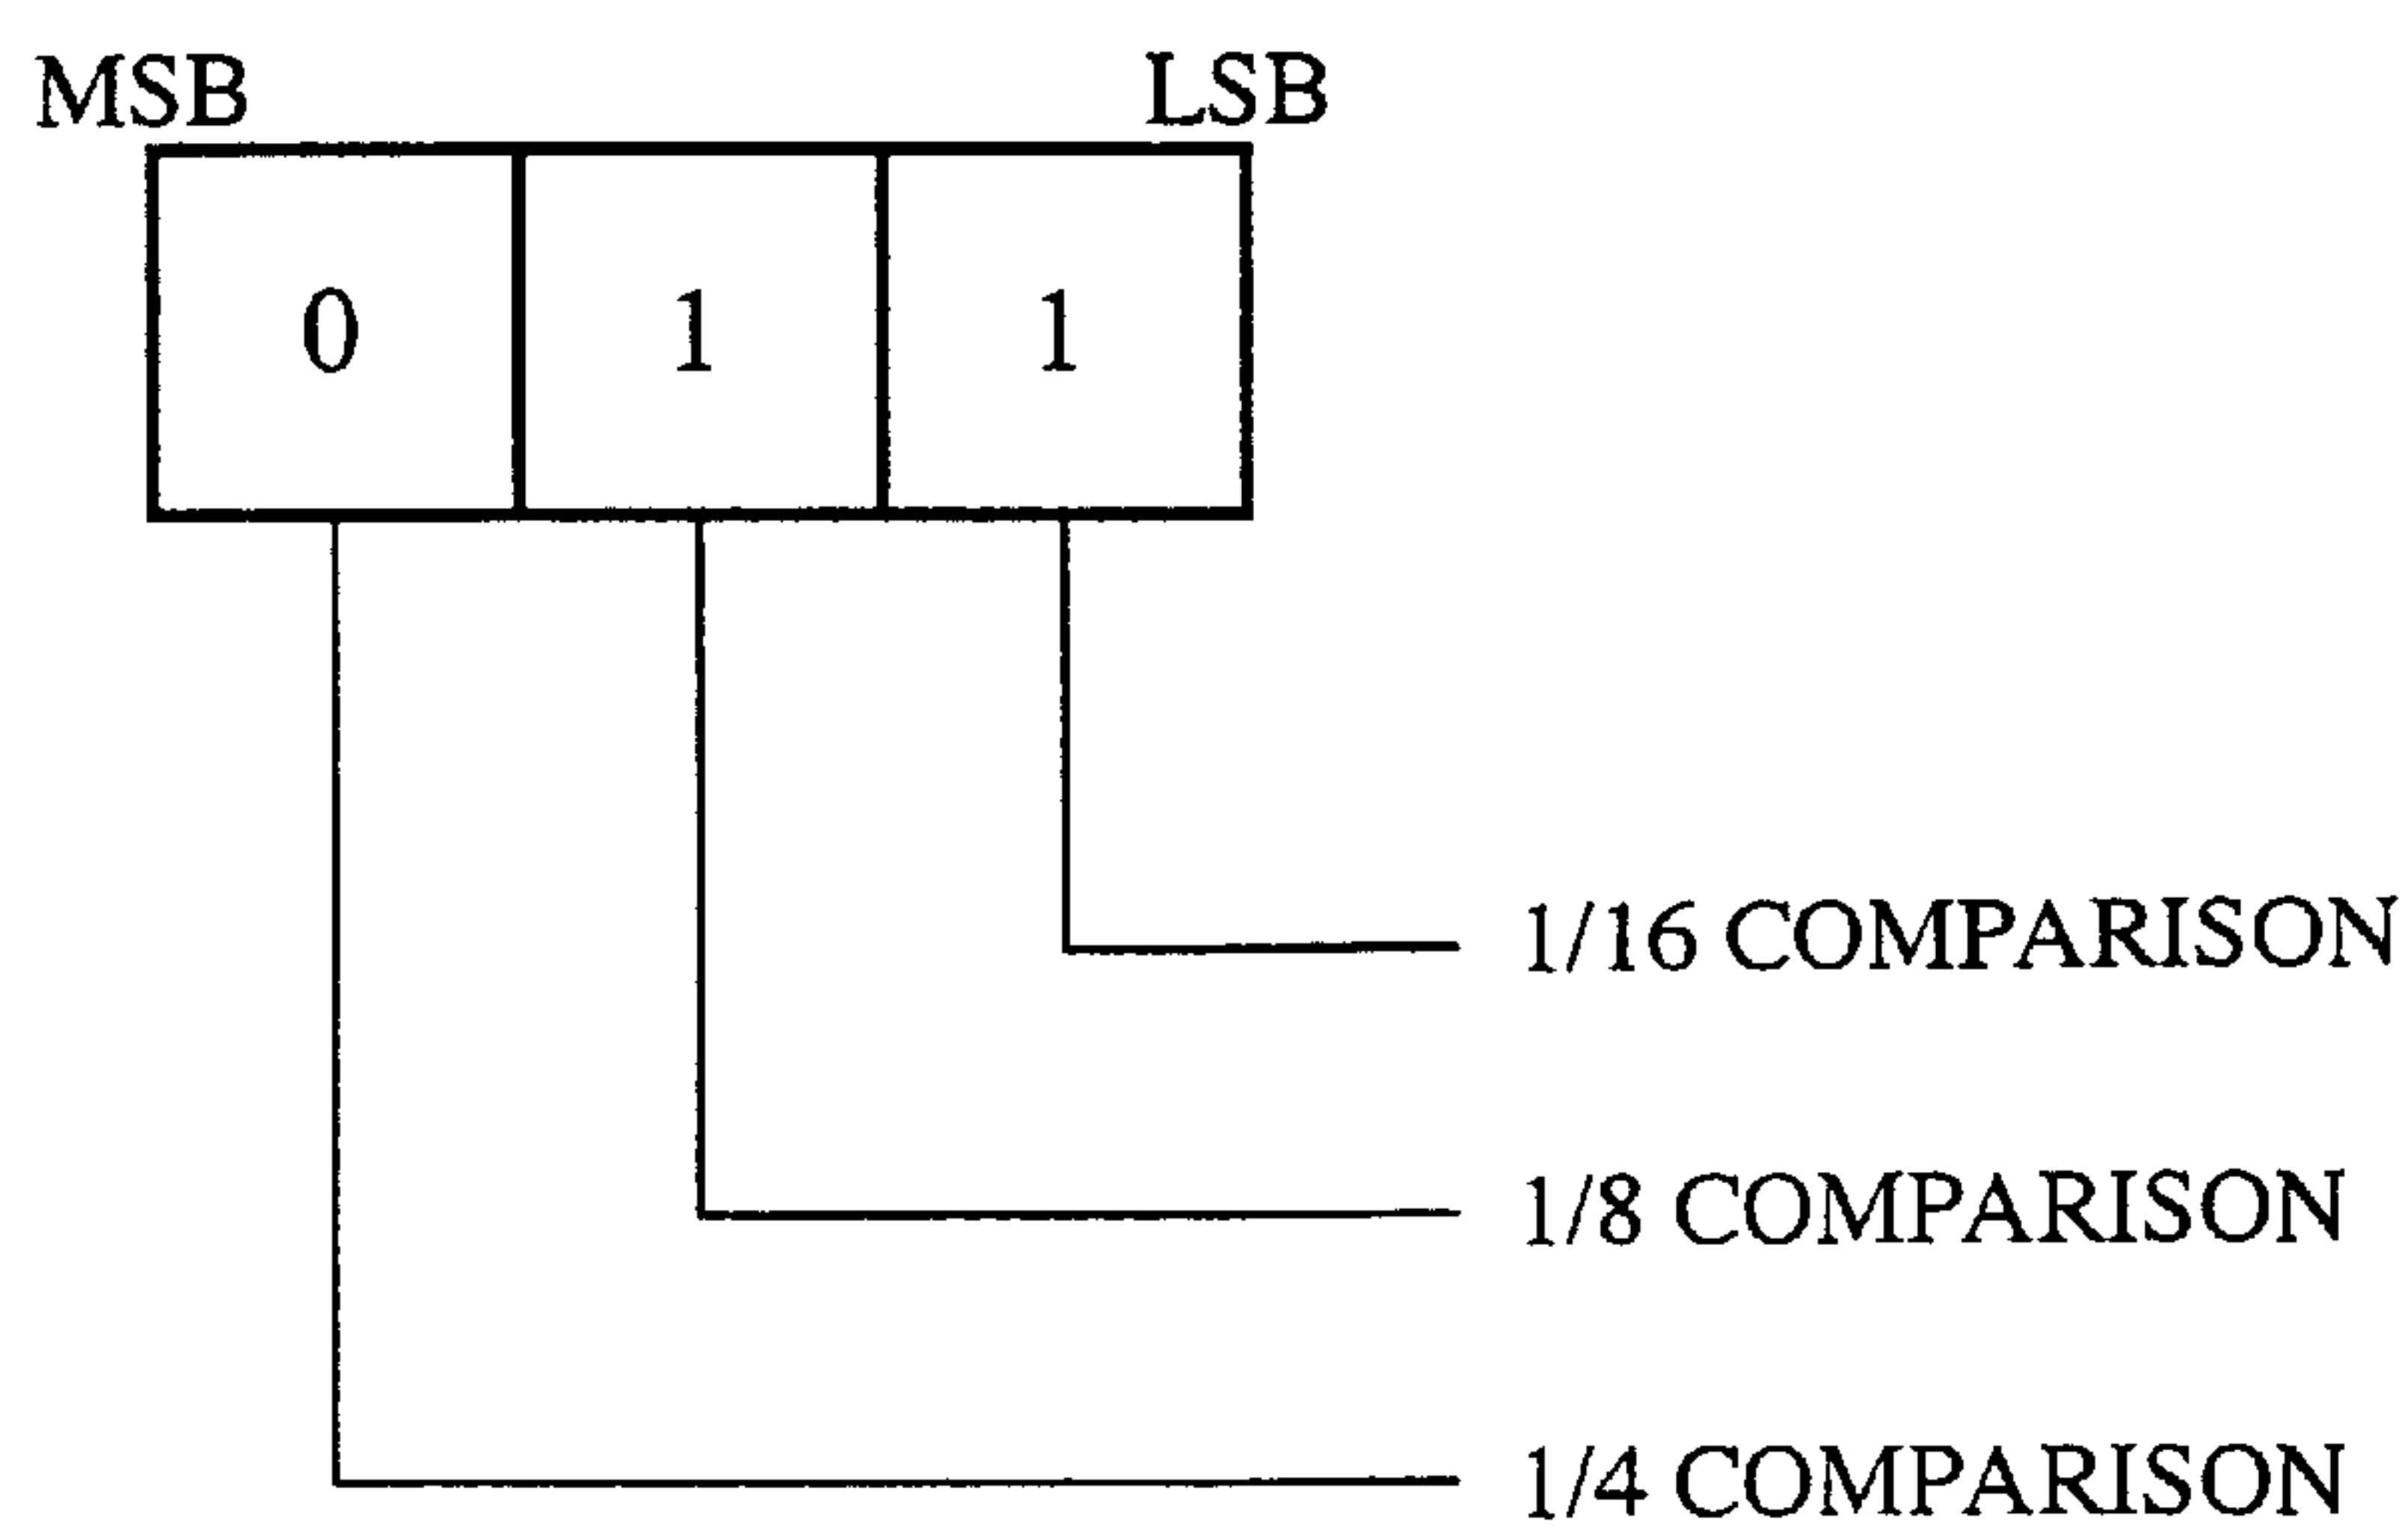 MSB LSB
0 1 1
1/16 COMPARISON
1/8 COMPARISON
1/4 COMPARISON